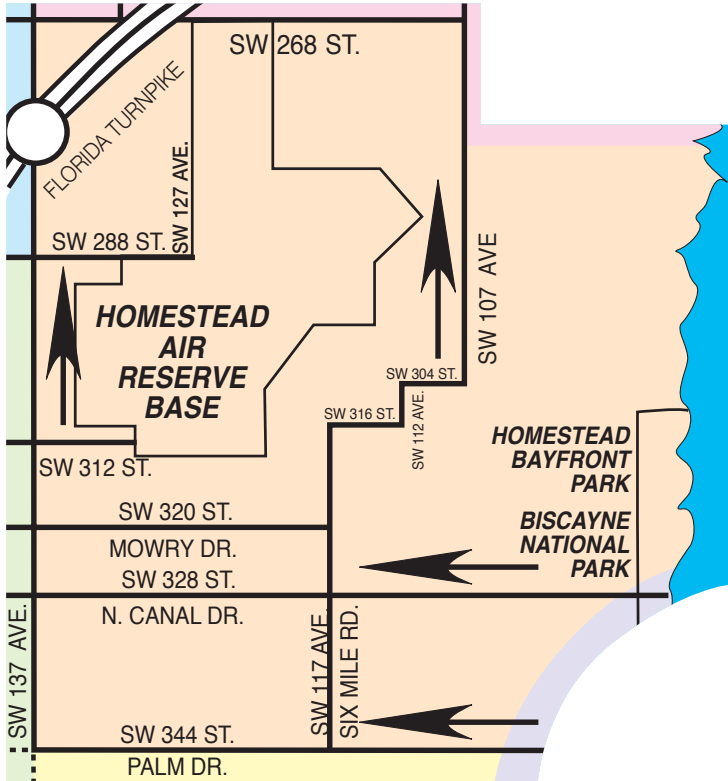 SW 268 ST.
FLORIDA TURNPIKE
SW 127 AVE.
SW 288 ST.
SW 107 AVE
HOMESTEAD
AIR
RESERVE
BASE
SW 304 ST.
SW 316 ST.
SW 112 AVE.
HOMESTEAD
BAYFRONT
PARK
SW 312 ST.
SW 320 ST.
BISCAYNE
NATIONAL
PARK
MOWRY DR.
SW 328 ST.
N. CANAL DR.
SW 137 AVE.
SW 117 AVE.
SIX MILE RD.
SW 344 ST.
PALM DR.